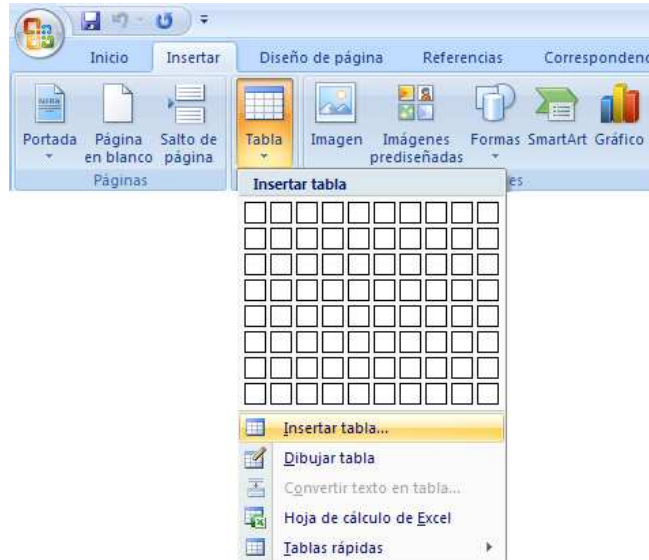 Inicio Insertar Diseño de página Referencias Correspondenc
Portada Página en blanco Salto de página Tabla Imagen Imágenes prediseñadas Formas SmartArt Gráfico
Páginas es
Insertar tabla
Insertar tabla...
Dibujar tabla
Convertir texto en tabla...
Hoja de cálculo de Excel
Tablas rápidas